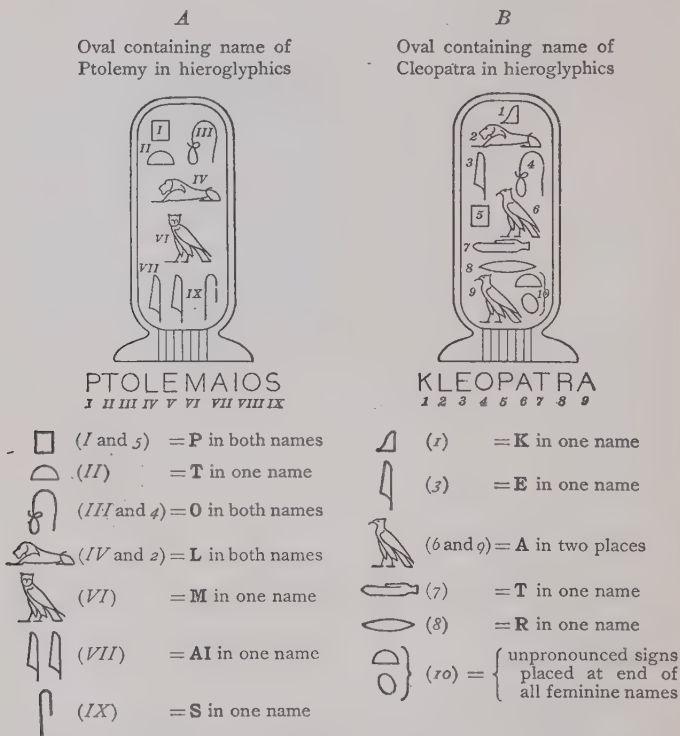 A
Oval containing name of
Ptolemy in hieroglyphics
I
II
III
IV
VI
VII
IX
PTOLEMAIOS
I II III IV V VI VII VIII IX
(I and 5) = P in both names
(II) = T in one name
(III and 4) = O in both names
(IV and 2) = L in both names
(VI) = M in one name
(VII) = AI in one name
(IX) = S in one name
B
Oval containing name of
Cleopatra in hieroglyphics
1
2
3
4
5
6
7
8
9
10
KLEOPATRA
1 2 3 4 5 6 7 8 9
(1) = K in one name
(3) = E in one name
(6 and 9) = A in two places
(7) = T in one name
(8) = R in one name
(10) = { unpronounced signs
placed at end of
all feminine names